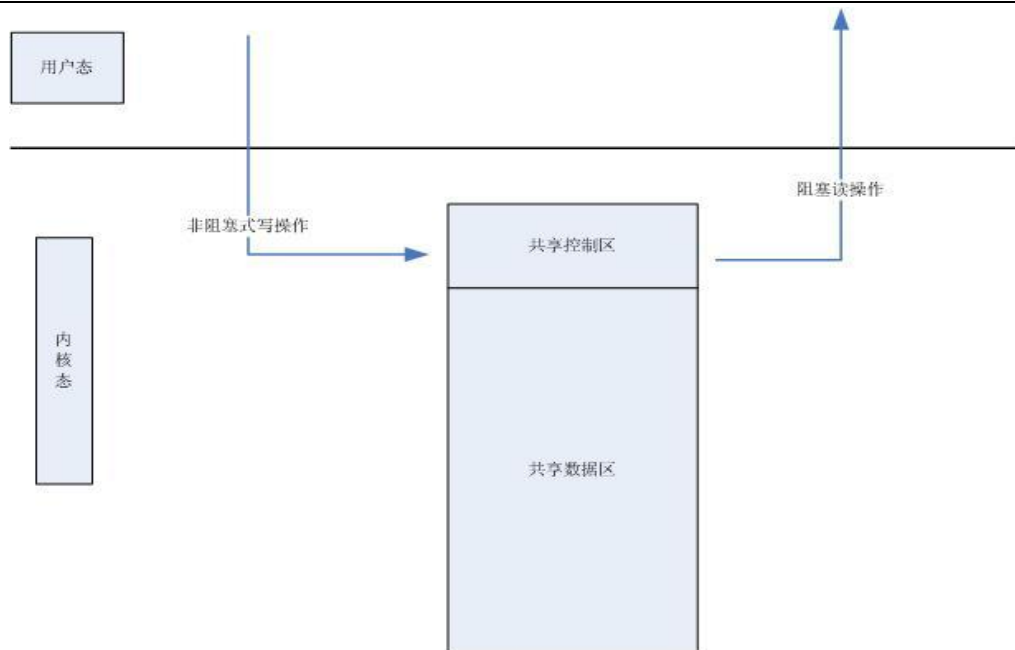 用户态
阻塞读操作
非阻塞式写操作
共享控制区
内
核
态
共享数据区